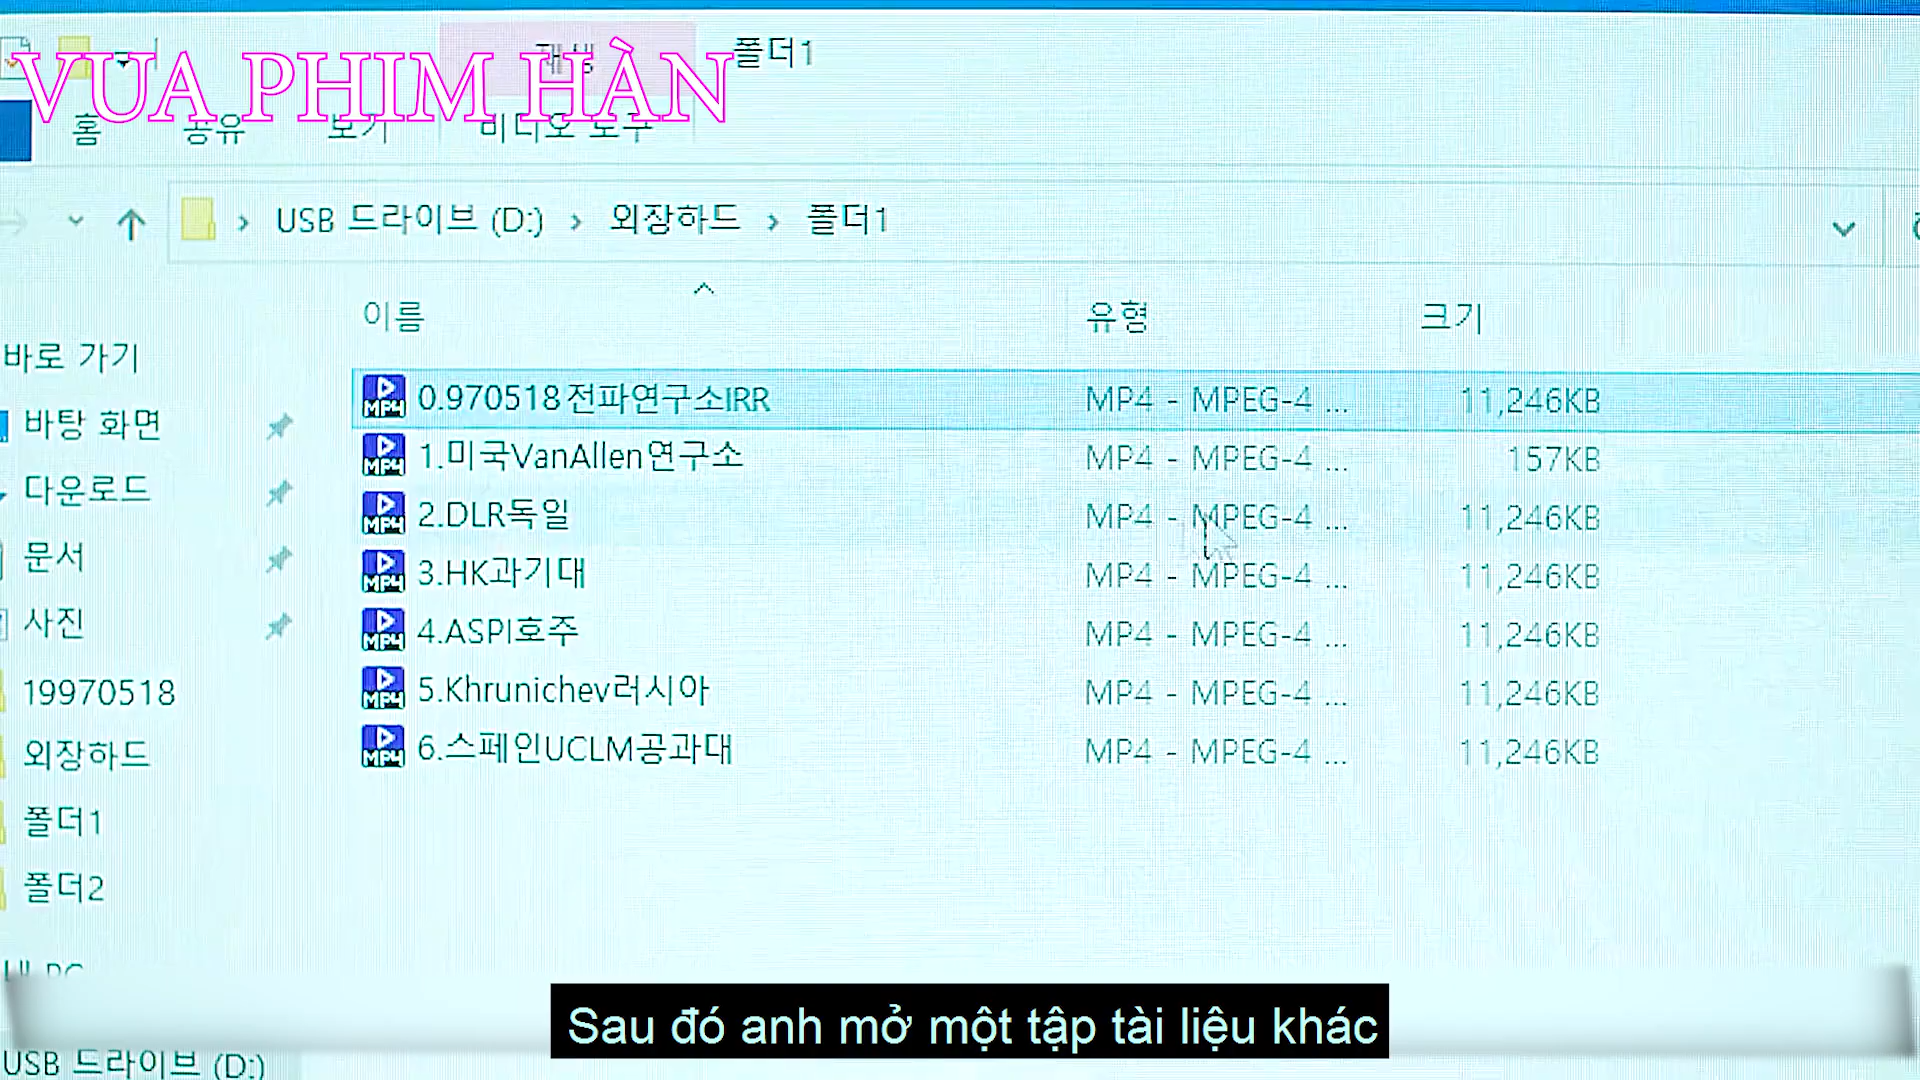 재생
폴더1
VUA PHIM HÀN
홈 공유 보기 비디오 도구
USB 드라이브 (D:) > 외장하드 > 폴더1
이름 유형 크기
바로 가기
바탕 화면
다운로드
문서
사진
19970518
외장하드
폴더1
폴더2
USB 드라이브 (D:)
0.970518전파연구소IRR MP4 - MPEG-4 ... 11,246KB
1.미국VanAllen연구소 MP4 - MPEG-4 ... 157KB
2.DLR독일 MP4 - MPEG-4 ... 11,246KB
3.HK과기대 MP4 - MPEG-4 ... 11,246KB
4.ASPI호주 MP4 - MPEG-4 ... 11,246KB
5.Khrunichev러시아 MP4 - MPEG-4 ... 11,246KB
6.스페인UCLM공과대 MP4 - MPEG-4 ... 11,246KB
Sau đó anh mở một tập tài liệu khác